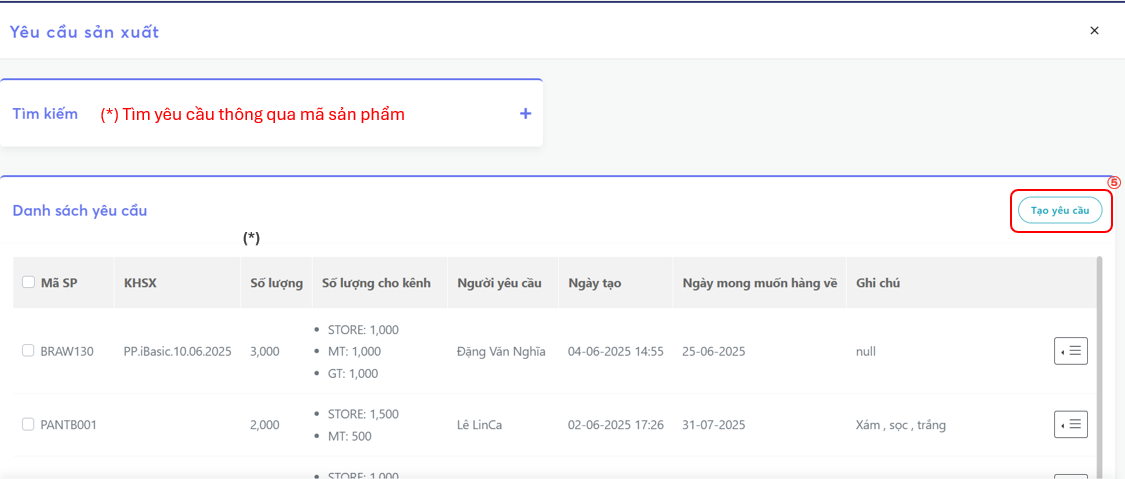 Yêu cầu sản xuất ×
Tìm kiếm (*) Tìm yêu cầu thông qua mã sản phẩm +
⑤
Danh sách yêu cầu Tạo yêu cầu
(*)
Mã SP KHSX Số lượng Số lượng cho kênh Người yêu cầu Ngày tạo Ngày mong muốn hàng về Ghi chú
• STORE: 1,000
BRAW130 PP.iBasic.10.06.2025 3,000 • MT: 1,000 Đặng Văn Nghĩa 04-06-2025 14:55 25-06-2025 null
• GT: 1,000
• STORE: 1,500
PANTB001 2,000 Lê LinCa 02-06-2025 17:26 31-07-2025 Xám , sọc , trắng
• MT: 500
• STORE: 1,000